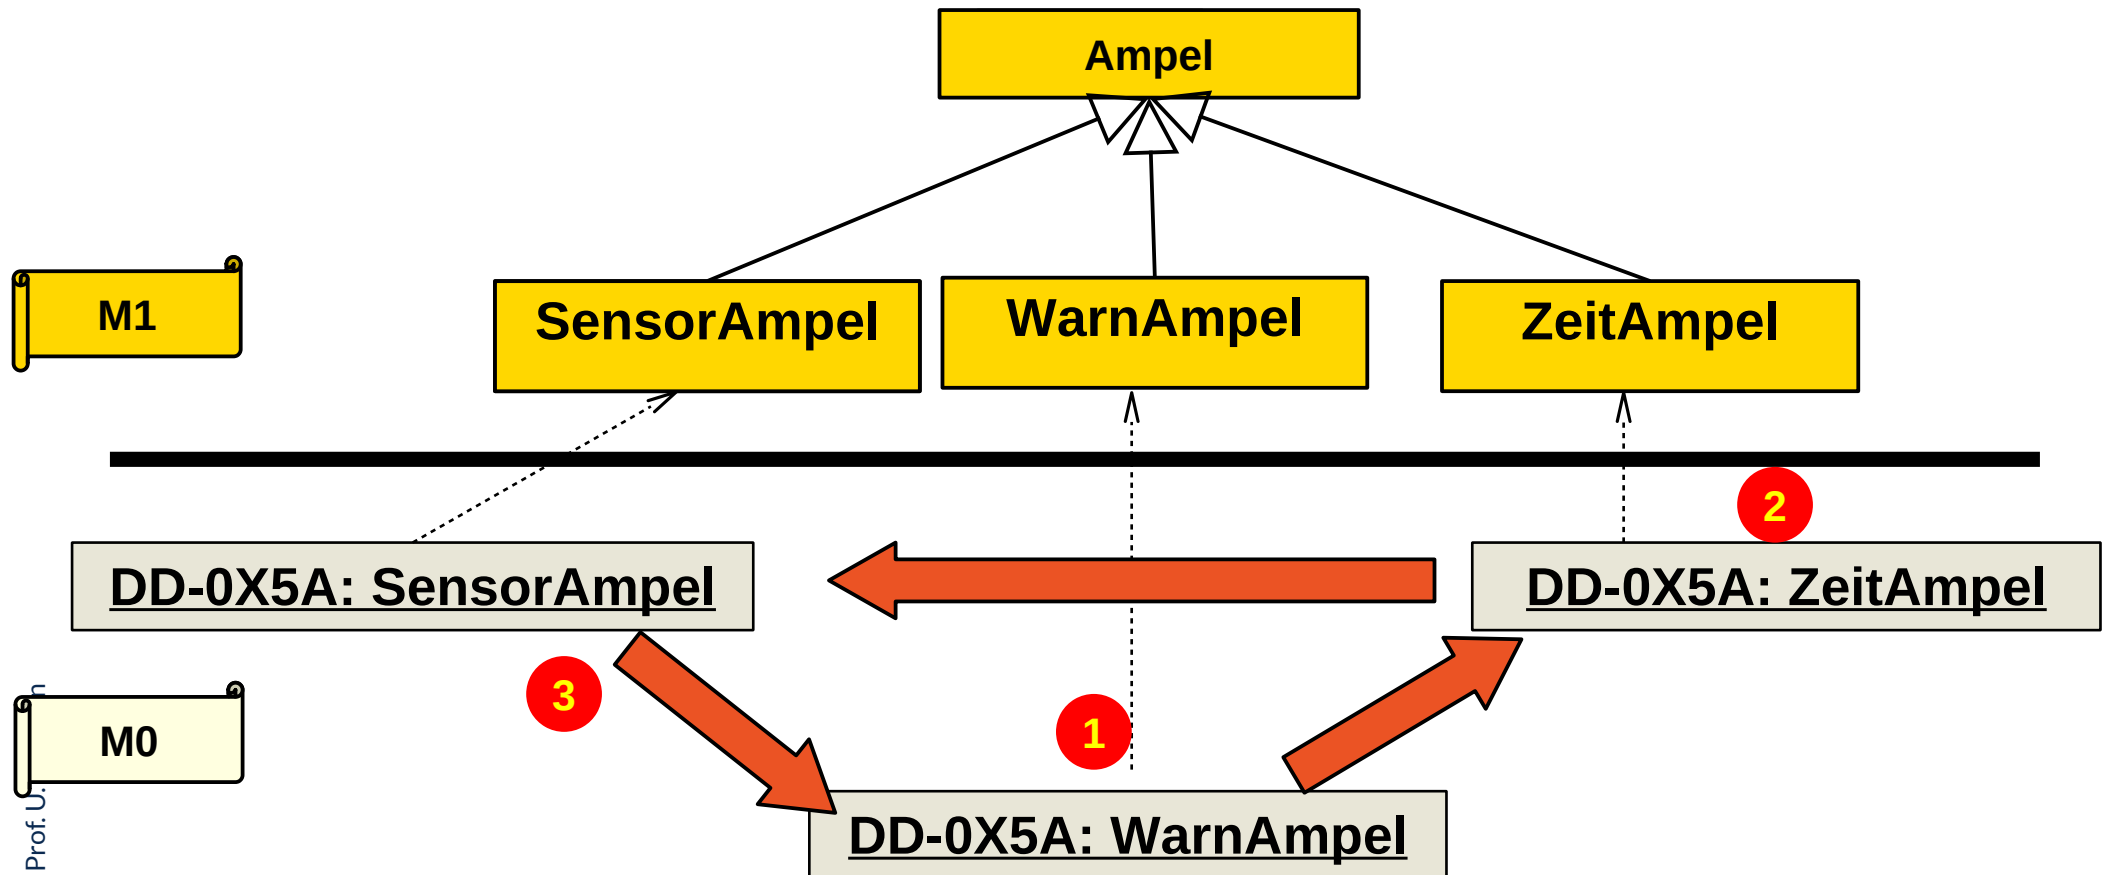 Ampel
M1
SensorAmpel
WarnAmpel
ZeitAmpel
2
DD-0X5A: SensorAmpel
DD-0X5A: ZeitAmpel
3
1
M0
DD-0X5A: WarnAmpel
Prof. U.